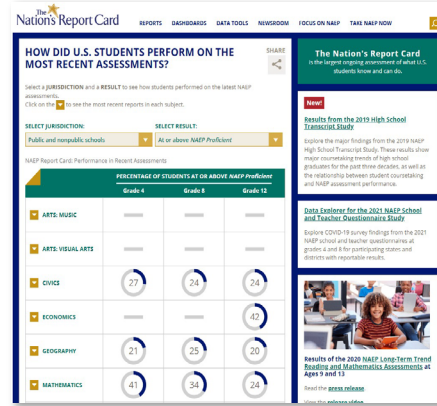 The
Nation's Report Card
REPORTS DASHBOARDS DATA TOOLS NEWSROOM FOCUS ON NAEP TAKE NAEP NOW
HOW DID U.S. STUDENTS PERFORM ON THE
MOST RECENT ASSESSMENTS?
SHARE
Select a JURISDICTION and a RESULT to see how students performed on the latest NAEP
assessments.
Click on the to see the most recent reports in each subject.
SELECT JURISDICTION:
SELECT RESULT:
Public and nonpublic schools
At or above NAEP Proficient
NAEP Report Card: Performance in Recent Assessments
PERCENTAGE OF STUDENTS AT OR ABOVE NAEP Proficient
Grade 4 Grade 8 Grade 12
ARTS: MUSIC
ARTS: VISUAL ARTS
CIVICS 27 24 24
ECONOMICS 42
GEOGRAPHY 21 25 20
MATHEMATICS 41 34 24
The Nation's Report Card
is the largest ongoing assessment of what U.S.
students know and can do.
New!
Results from the 2019 High School
Transcript Study
Explore the major findings from the 2019 NAEP
High School Transcript Study. These results show
major coursetaking trends of high school
graduates for the past three decades, as well as
the relationship between student coursetaking
and NAEP assessment performance.
Data Explorer for the 2021 NAEP School
and Teacher Questionnaire Study
Explore COVID-19 survey findings from the 2021
NAEP school and teacher questionnaires at
grades 4 and 8 for participating states and
districts with reportable results.
Results of the 2020 NAEP Long-Term Trend
Reading and Mathematics Assessments at
Ages 9 and 13
Read the press release.
View the release video.